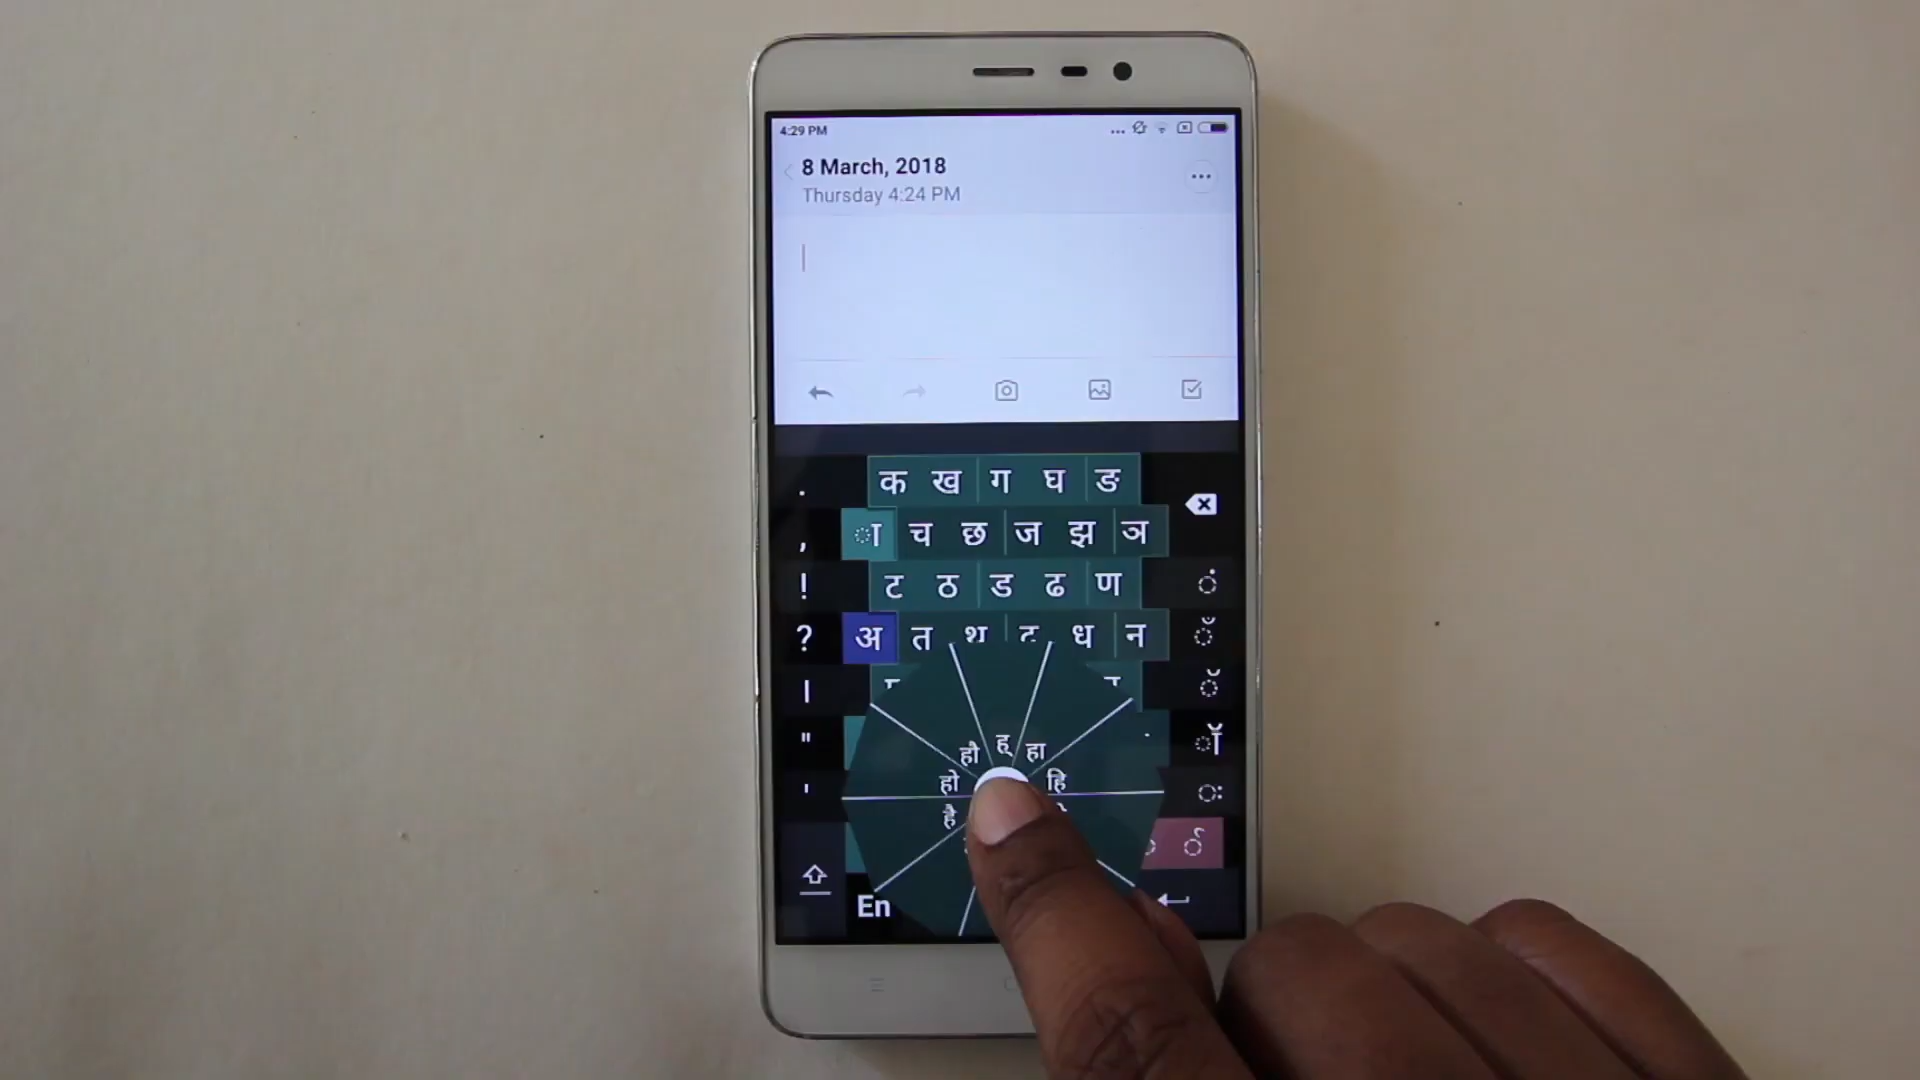 4:29 PM
8 March, 2018
Thursday 4:24 PM
. क ख ग घ ङ
, ा च छ ज झ ञ
! ट ठ ड ढ ण ं
? अ त थ द ध न ॅ
| ॅ
" ॉ
' ः
हौ ह् हा
हो हि
है
En